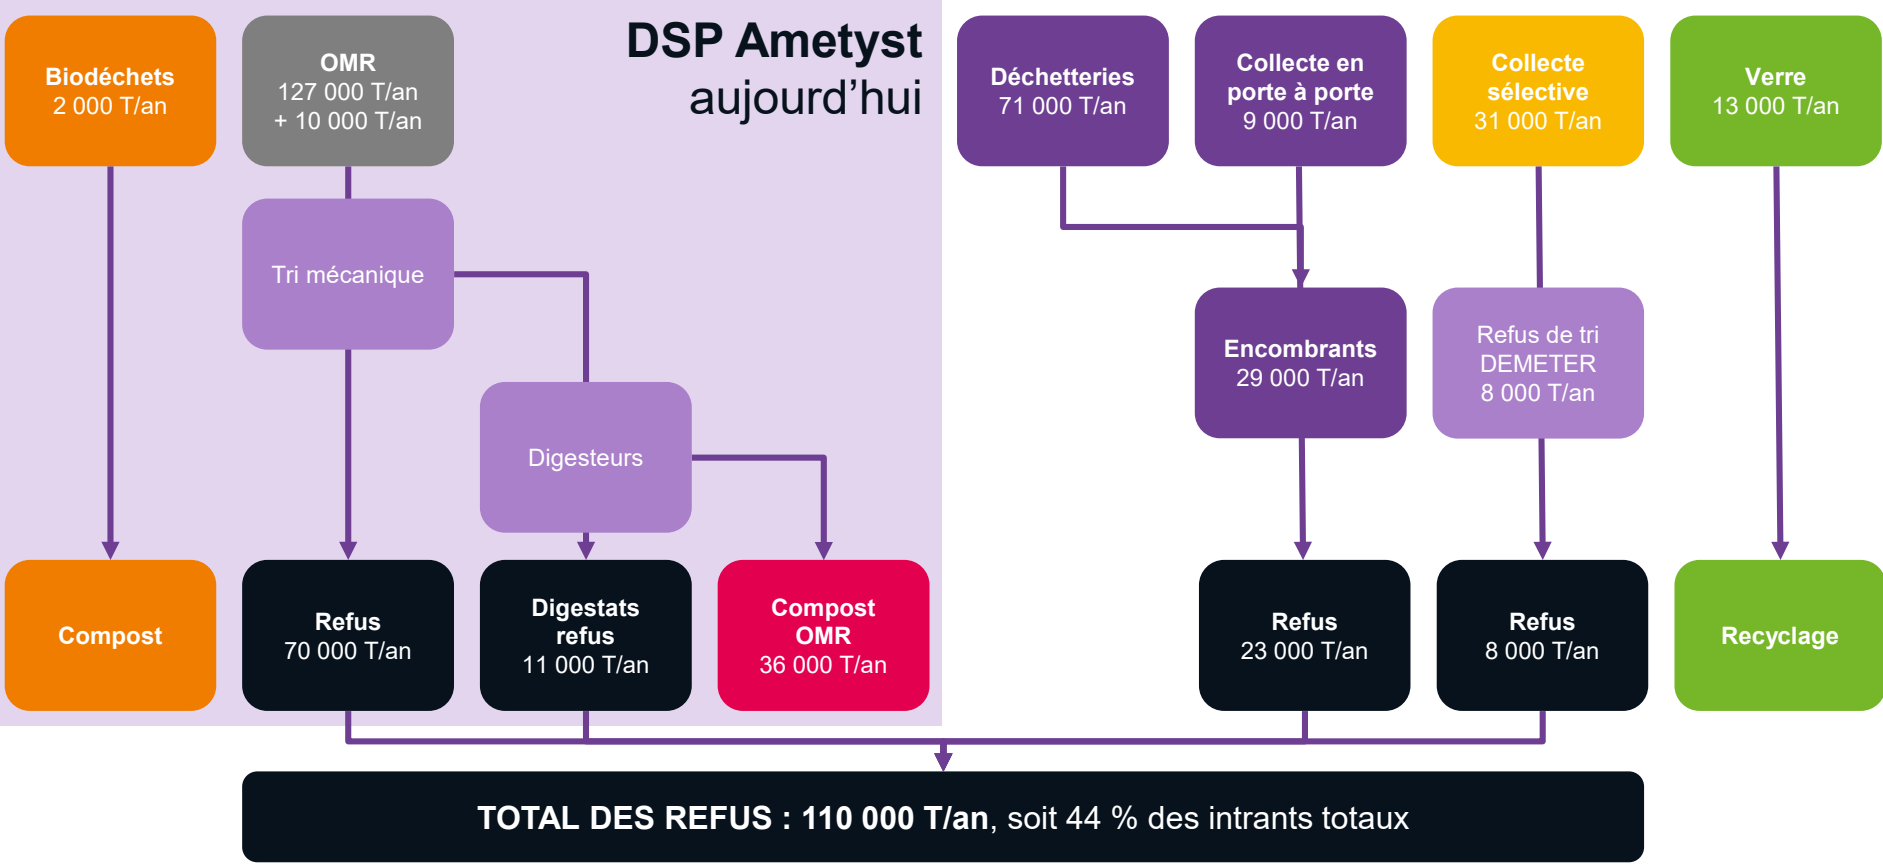 DSP Ametyst
aujourd'hui
Biodéchets
2 000 T/an
OMR
127 000 T/an
+ 10 000 T/an
Déchetteries
71 000 T/an
Collecte en
porte à porte
9 000 T/an
Collecte
sélective
31 000 T/an
Verre
13 000 T/an
Tri mécanique
Digesteurs
Encombrants
29 000 T/an
Refus de tri
DEMETER
8 000 T/an
Compost
Refus
70 000 T/an
Digestats
refus
11 000 T/an
Compost
OMR
36 000 T/an
Refus
23 000 T/an
Refus
8 000 T/an
Recyclage
TOTAL DES REFUS : 110 000 T/an, soit 44 % des intrants totaux